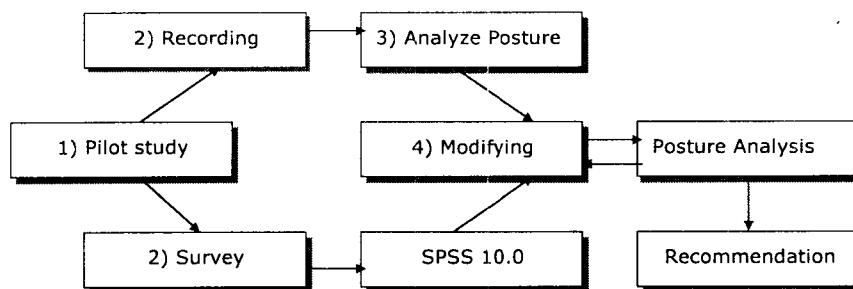 2) Recording
3) Analyze Posture
1) Pilot study
4) Modifying
Posture Analysis
2) Survey
SPSS 10.0
Recommendation